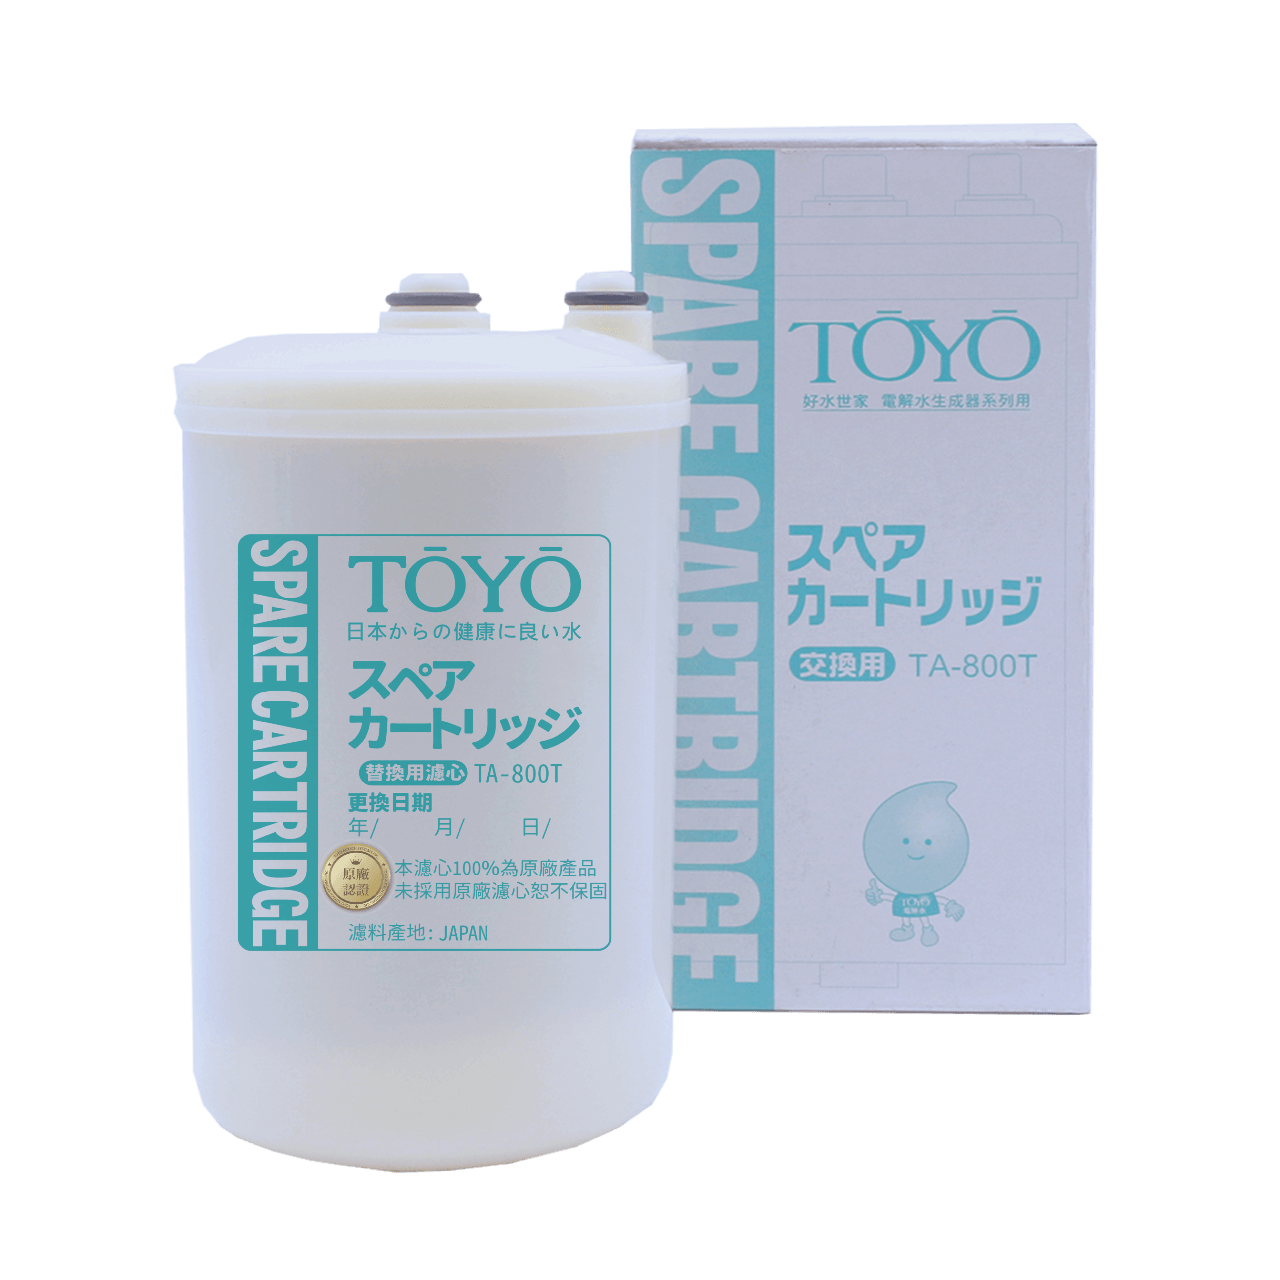 SPARE CARTRIDGE
TŌYŌ
日本からの健康に良い水
スペア
カートリッジ
替換用濾心 TA-800T
更換日期
年/ 月/ 日/
原廠
認證
本濾心100%為原廠產品
未採用原廠濾心恕不保固
濾料產地: JAPAN
SPARE CARTRIDGE
TŌYŌ
好水世家 電解水生成器系列用
スペア
カートリッジ
交換用 TA-800T
TOYO
電解水